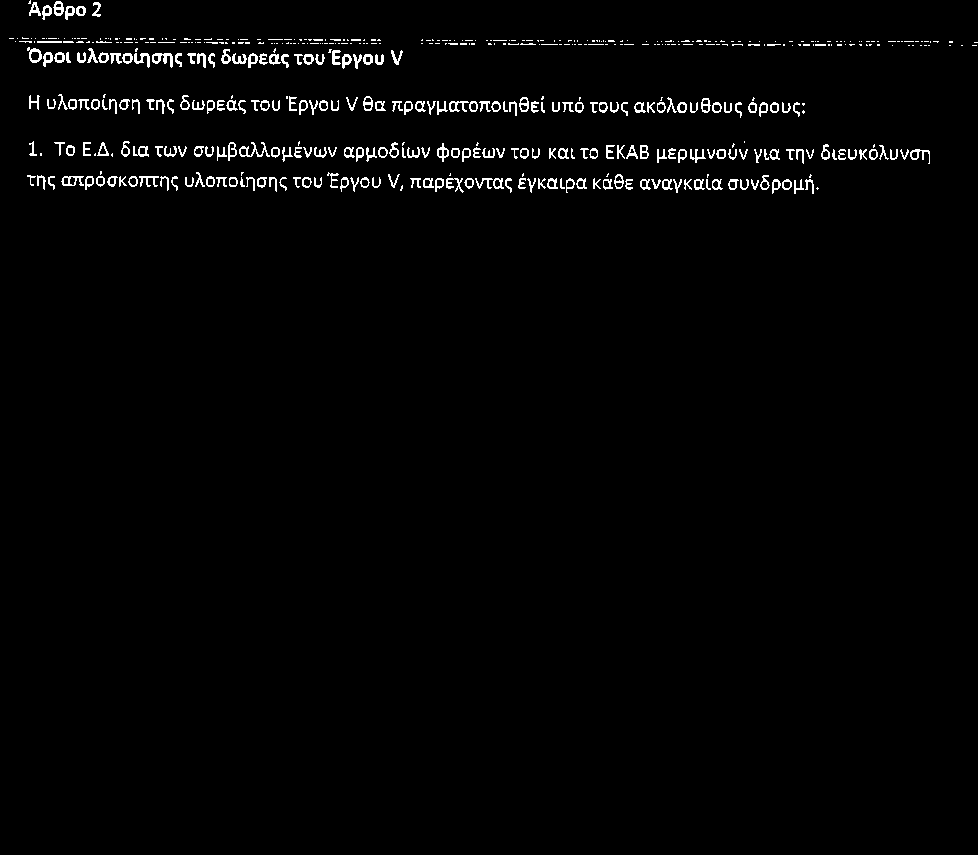 Άρθρο 2
Όροι υλοποίησης της δωρεάς του Έργου V
Η υλοποίηση της δωρεάς του Έργου V θα πραγματοποιηθεί υπό τους ακόλουθους όρους:
1. Το Ε.Δ. δια των συμβαλλομένων αρμοδίων φορέων του και το ΕΚΑΒ μεριμνούν για την διευκόλυνση
της απρόσκοπτης υλοποίησης του Έργου V, παρέχοντας έγκαιρα κάθε αναγκαία συνδρομή.